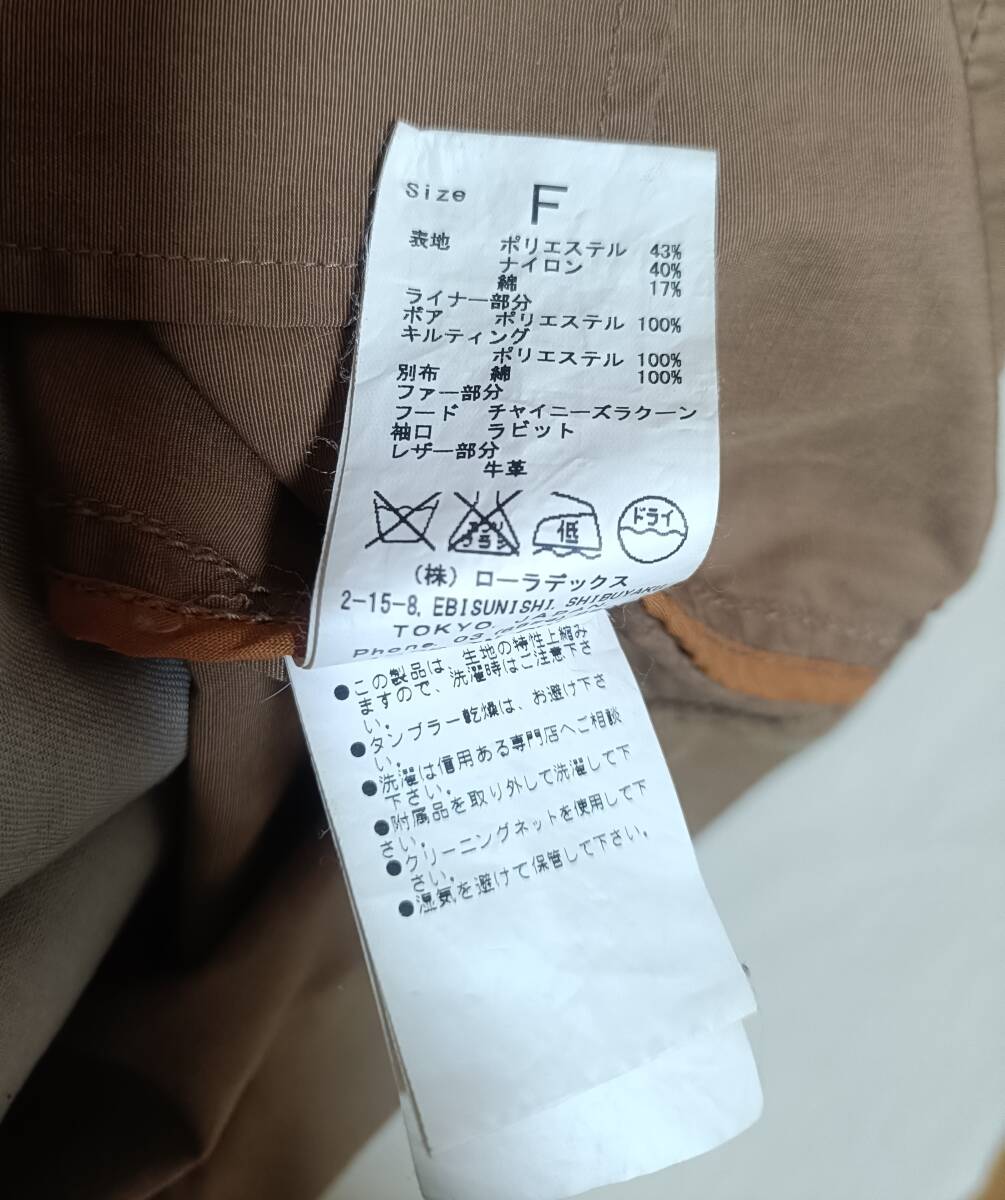 Size F
表地 ポリエステル 43%
ナイロン 40%
綿 17%
ライナー部分
ボア ポリエステル 100%
キルティング
ポリエステル 100%
別布 綿 100%
ファー部分
フード チャイニーズラクーン
袖口 ラビット
レザー部分
牛革
エンソ
ブラシ
低
ドライ
(株) ローラデックス
2-15-8, EBISUNISHI, SHIBUYAKU
TOKYO, JAPAN
Phone. 03
●この製品は、生地の特性上縮み
ますので、洗濯時はご注意下さ
い。
●タンブラー乾燥は、お避け下さ
い。
●洗濯は信用ある専門店へご相談
下さい。
●附属品を取り外して洗濯して下
さい。
●クリーニングネットを使用して下
さい。
●湿気を避けて保管して下さい。